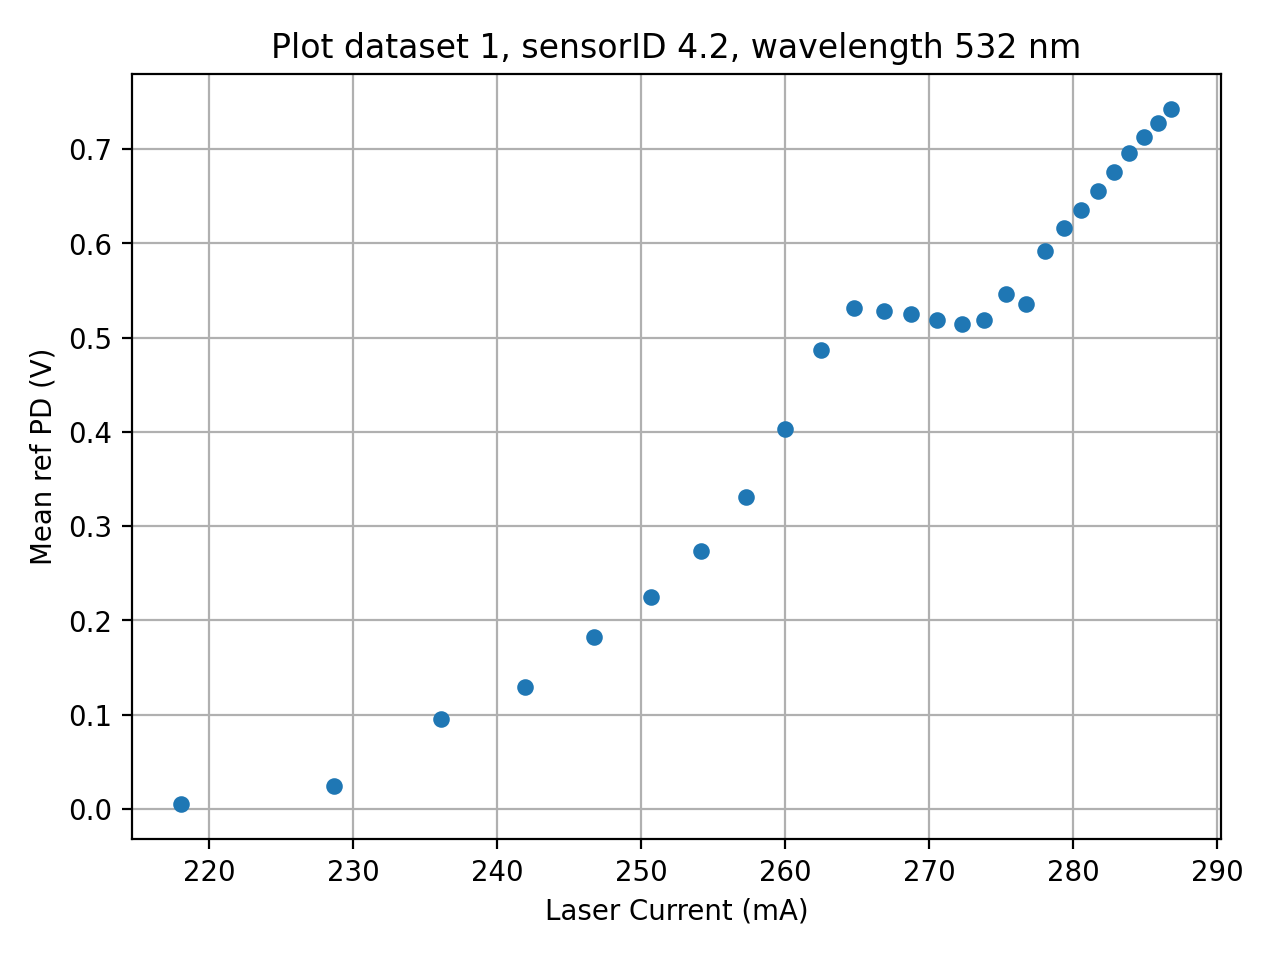 Plot dataset 1, sensorID 4.2, wavelength 532 nm
0.7
0.6
0.5
0.4
0.3
0.2
0.1
0.0
Mean ref PD (V)
220 230 240 250 260 270 280 290
Laser Current (mA)